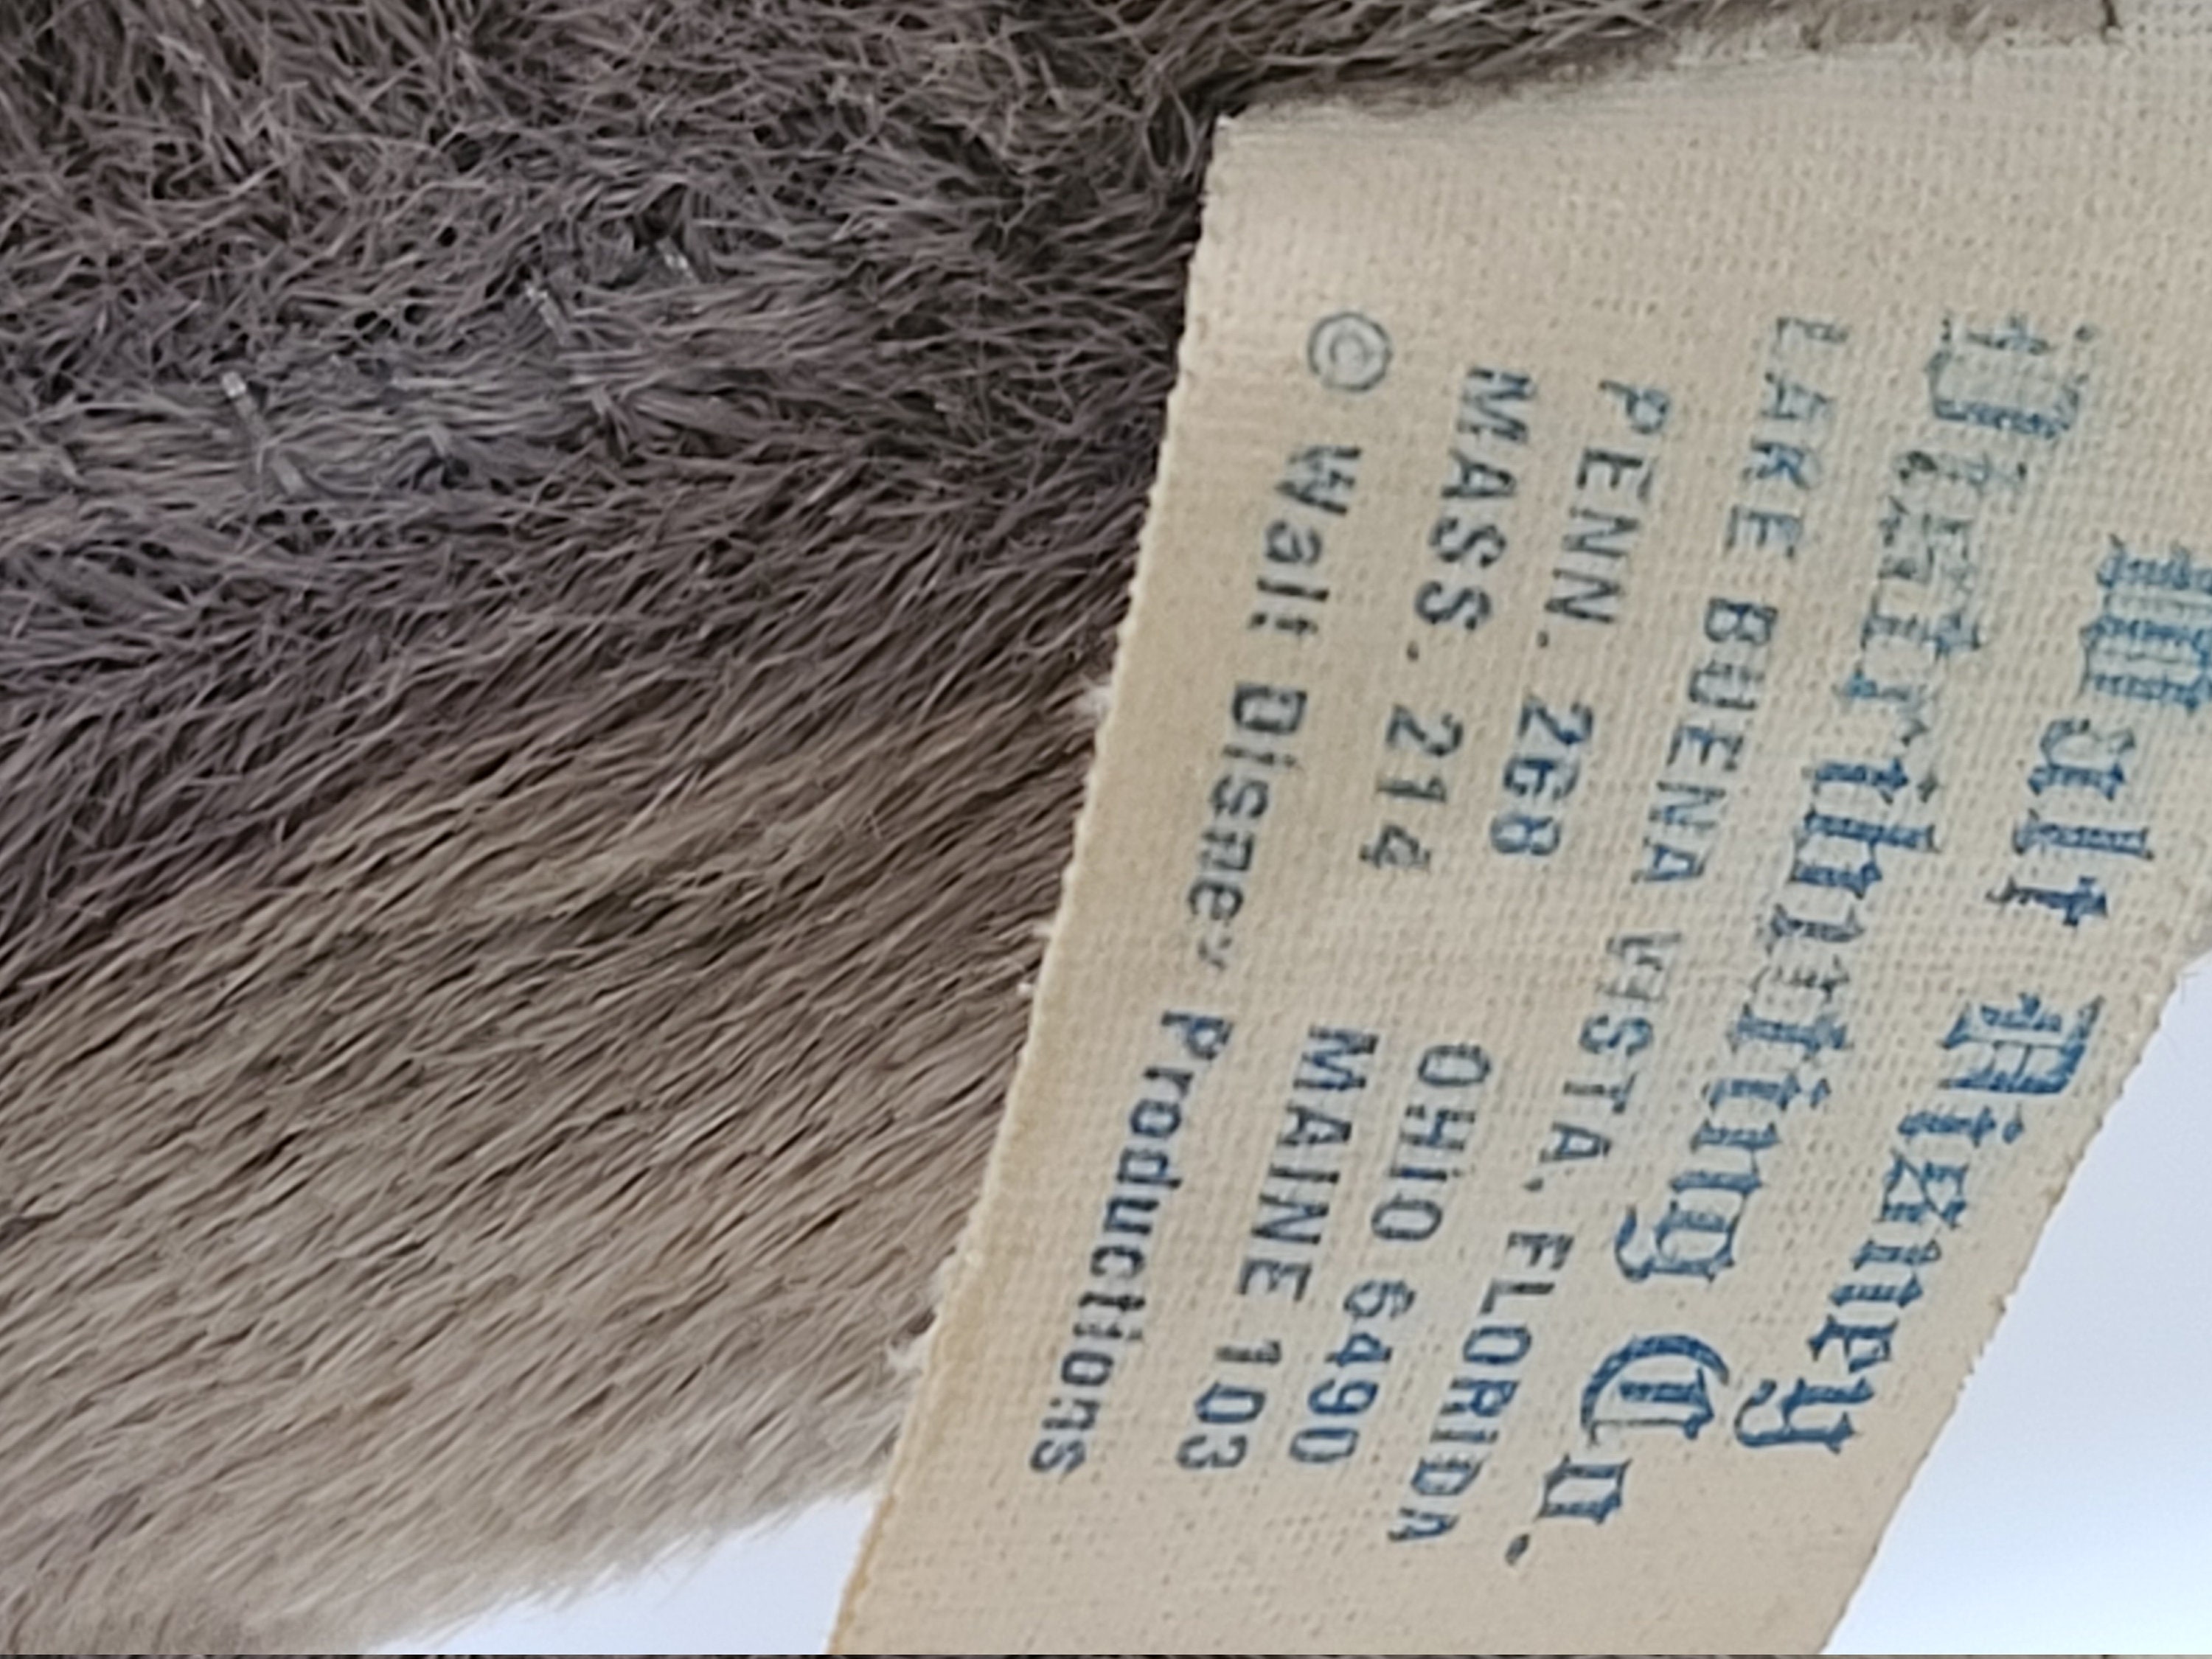 Walt Disney
Distributing Co.
LAKE BUENA VISTA, FLORIDA
PENN. 268 OHIO 6490
MASS. 214 MAINE 103
© Walt Disney Productions